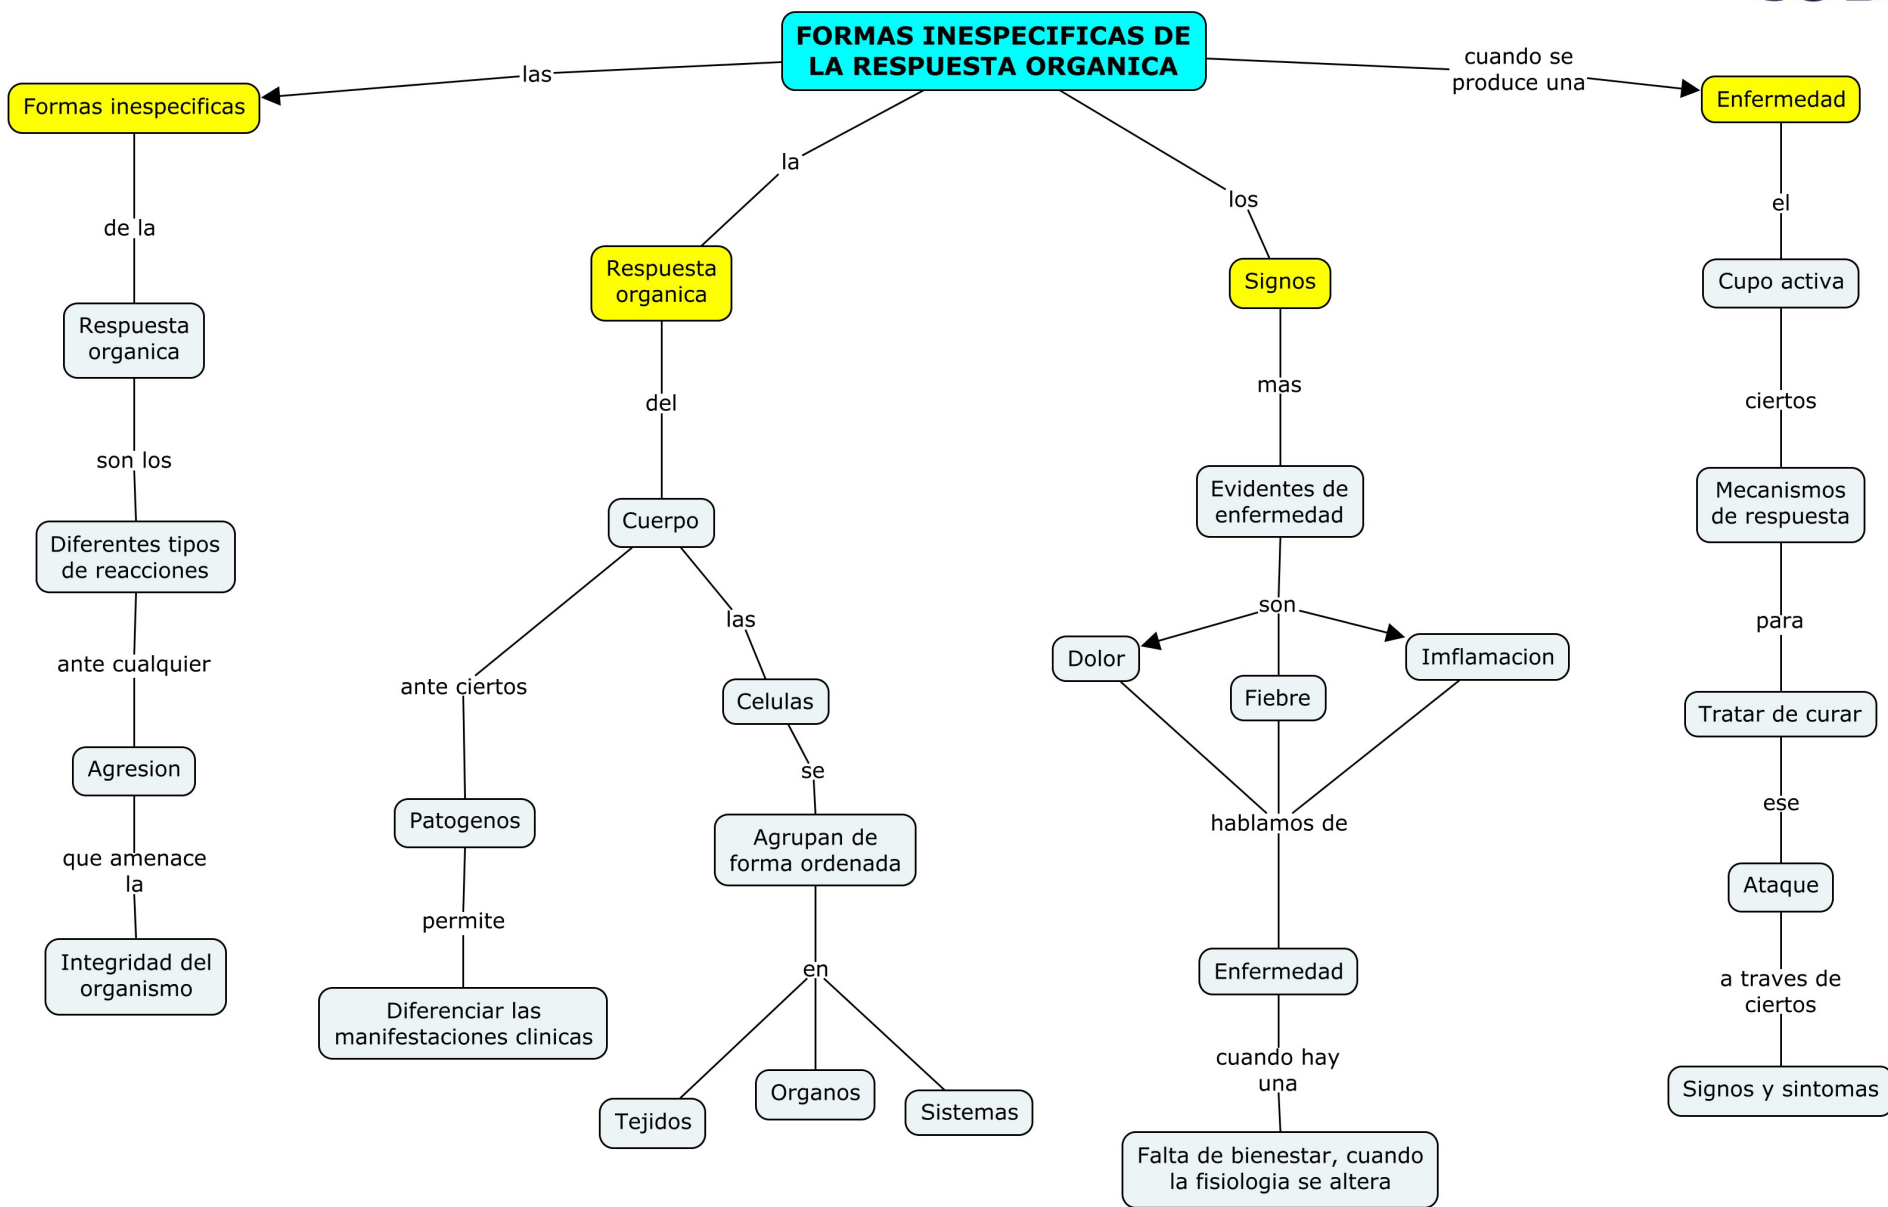 FORMAS INESPECIFICAS DE
LA RESPUESTA ORGANICA
las
Formas inespecificas
de la
Respuesta
organica
son los
Diferentes tipos
de reacciones
ante cualquier
Agresion
que amenace
la
Integridad del
organismo
la
Respuesta
organica
del
Cuerpo
ante ciertos
Patogenos
permite
Diferenciar las
manifestaciones clinicas
las
Celulas
se
Agrupan de
forma ordenada
en
Tejidos
Organos
Sistemas
los
Signos
mas
Evidentes de
enfermedad
son
Dolor
Fiebre
Imflamacion
hablamos de
Enfermedad
cuando hay
una
Falta de bienestar, cuando
la fisiologia se altera
cuando se
produce una
Enfermedad
el
Cupo activa
ciertos
Mecanismos
de respuesta
para
Tratar de curar
ese
Ataque
a traves de
ciertos
Signos y sintomas